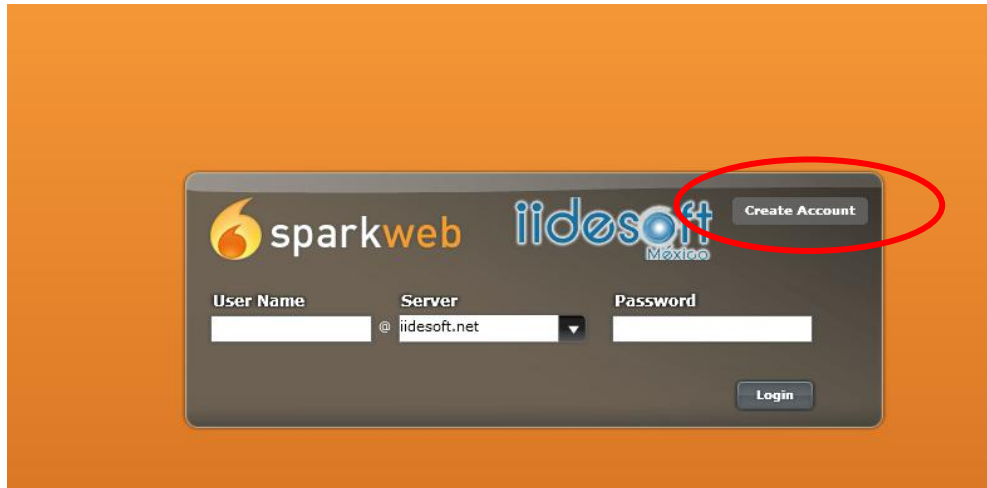 sparkweb
iidesoft
México
Create Account
User Name
Server
Password
@ iidesoft.net
Login